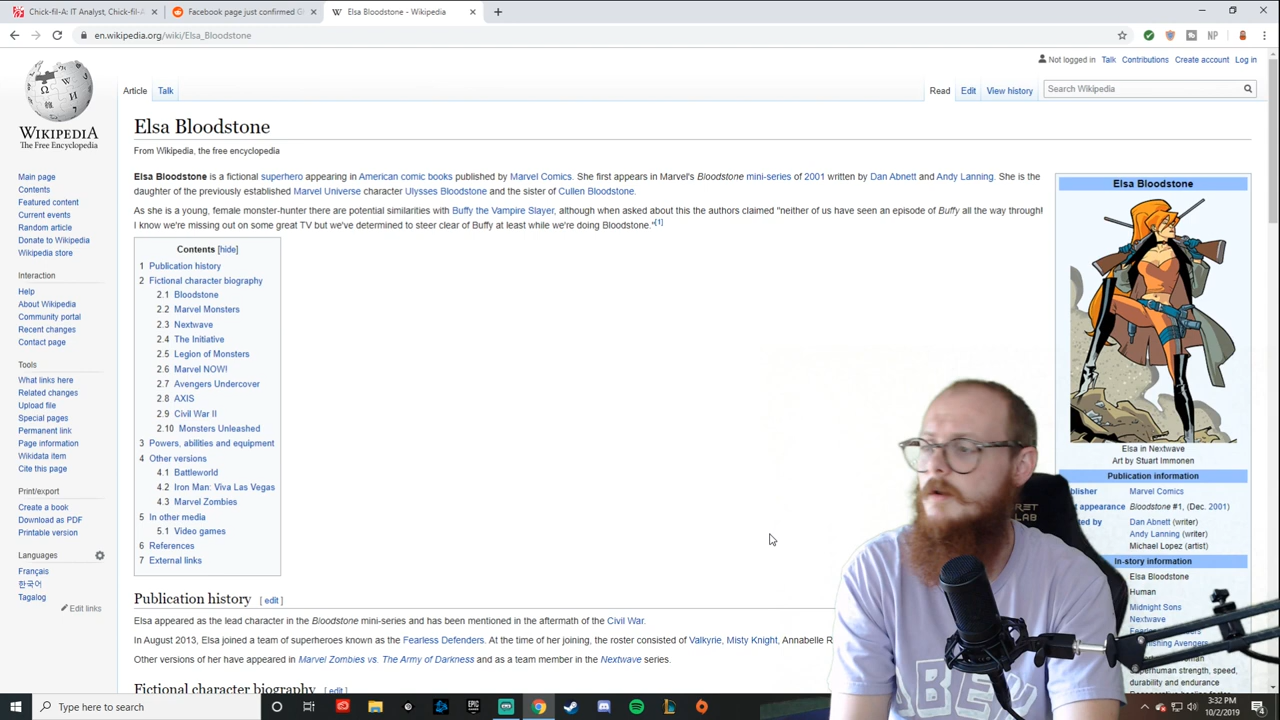 Chick-fil-A: IT Analyst, Chick-fil-A
Facebook page just confirmed G
Elsa Bloodstone - Wikipedia
en.wikipedia.org/wiki/Elsa_Bloodstone
NP
Not logged in Talk Contributions Create account Log in
Article Talk Read Edit View history Search Wikipedia
WIKIPEDIA
The Free Encyclopedia
Main page
Contents
Featured content
Current events
Random article
Donate to Wikipedia
Wikipedia store
Interaction
Help
About Wikipedia
Community portal
Recent changes
Contact page
Tools
What links here
Related changes
Upload file
Special pages
Permanent link
Page information
Wikidata item
Cite this page
Print/export
Create a book
Download as PDF
Printable version
Languages
Français
한국어
Tagalog
Edit links
Elsa Bloodstone
From Wikipedia, the free encyclopedia
Elsa Bloodstone is a fictional superhero appearing in American comic books published by Marvel Comics. She first appears in Marvel's Bloodstone mini-series of 2001 written by Dan Abnett and Andy Lanning. She is the
daughter of the previously established Marvel Universe character Ulysses Bloodstone and the sister of Cullen Bloodstone.
As she is a young, female monster-hunter there are potential similarities with Buffy the Vampire Slayer, although when asked about this the authors claimed "neither of us have seen an episode of Buffy all the way through!
I know we're missing out on some great TV but we've determined to steer clear of Buffy at least while we're doing Bloodstone."[1]
Contents [hide]
1 Publication history
2 Fictional character biography
2.1 Bloodstone
2.2 Marvel Monsters
2.3 Nextwave
2.4 The Initiative
2.5 Legion of Monsters
2.6 Marvel NOW!
2.7 Avengers Undercover
2.8 AXIS
2.9 Civil War II
2.10 Monsters Unleashed
3 Powers, abilities and equipment
4 Other versions
4.1 Battleworld
4.2 Iron Man: Viva Las Vegas
4.3 Marvel Zombies
5 In other media
5.1 Video games
6 References
7 External links
Publication history [ edit ]
Elsa appeared as the lead character in the Bloodstone mini-series and has been mentioned in the aftermath of the Civil War.
In August 2013, Elsa joined a team of superheroes known as the Fearless Defenders. At the time of her joining, the roster consisted of Valkyrie, Misty Knight, Annabelle R
Other versions of her have appeared in Marvel Zombies vs. The Army of Darkness and as a team member in the Nextwave series.
Fictional character biography [ edit ]
Elsa Bloodstone
Elsa in Nextwave
Art by Stuart Immonen
Publication information
blisher Marvel Comics
t appearance Bloodstone #1, (Dec. 2001)
ted by Dan Abnett (writer)
Andy Lanning (writer)
Michael Lopez (artist)
In-story information
Elsa Bloodstone
Human
Midnight Sons
Nextwave
Avengers
uperhuman strength, speed,
durability and endurance
RET
LAB
Type here to search
EPIC
3:32 PM
10/2/2019